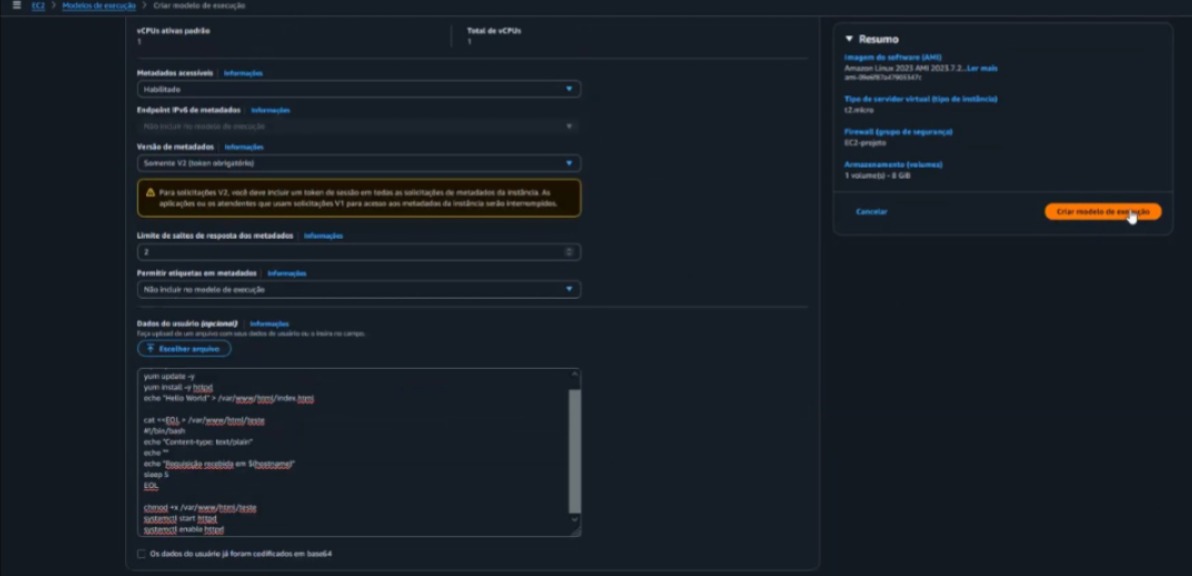 EC2 > Modelos de execução > Criar modelo de execução
vCPUs ativas padrão
1
Total de vCPUs
1
Metadados acessíveis | Informações
Habilitado
Endpoint IPv6 de metadados | Informações
Não incluir no modelo de execução
Versão de metadados | Informações
Somente V2 (token obrigatório)
Para solicitações V2, você deve incluir um token de sessão em todas as solicitações de metadados da instância. As
aplicações ou os atendentes que usam solicitações V1 para acesso aos metadados da instância serão interrompidos.
Limite de saltos de resposta dos metadados | Informações
2
Permitir etiquetas em metadados | Informações
Não incluir no modelo de execução
Dados do usuário (opcional) | Informações
Faça upload de um arquivo com seus dados de usuário ou o insira no campo.
Escolher arquivo
yum update -y
yum install -y httpd
echo "Hello World" > /var/www/html/index.html
cat <<EOL > /var/www/html/teste
#!/bin/bash
echo "Content-type: text/plain"
echo ""
echo "Requisição recebida em $(hostname)"
sleep 5
EOL
chmod +x /var/www/html/teste
systemctl start httpd
systemctl enable httpd
Os dados do usuário já foram codificados em base64
Resumo
Imagem do software (AMI)
Amazon Linux 2023 AMI 2023.7.2...Ler mais
Tipo de servidor virtual (tipo de instância)
t2.micro
Firewall (grupo de segurança)
EC2-projeto
Armazenamento (volumes)
1 volume(s) - 8 GiB
Cancelar
Criar modelo de execução